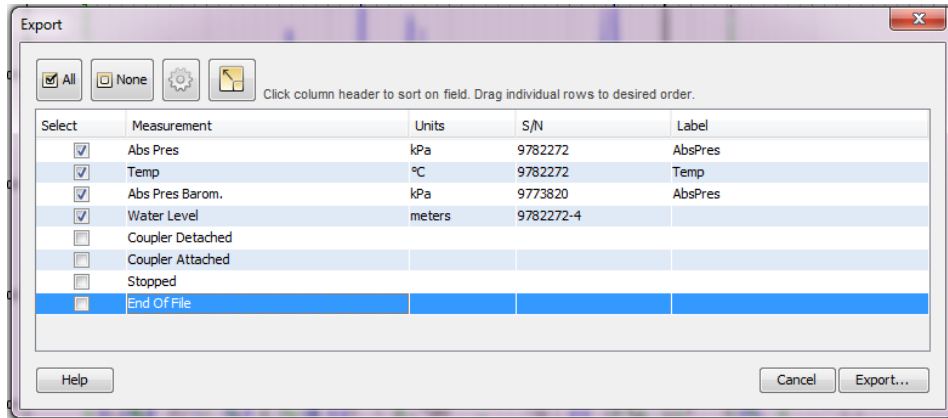 Export
All None Click column header to sort on field. Drag individual rows to desired order.
Select Measurement Units S/N Label
Abs Pres kPa 9782272 AbsPres
Temp °C 9782272 Temp
Abs Pres Barom. kPa 9773820 AbsPres
Water Level meters 9782272-4
Coupler Detached
Coupler Attached
Stopped
End Of File
Help Cancel Export...